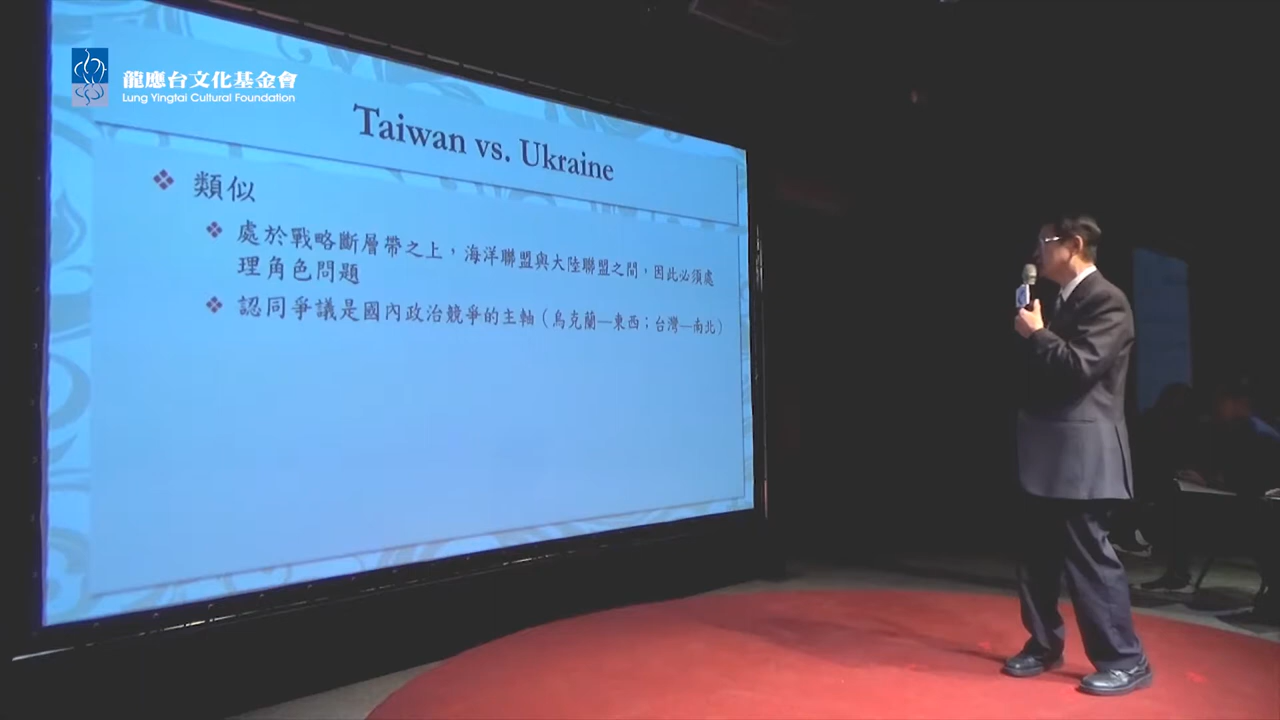 龍應台文化基金會
Lung Yingtai Cultural Foundation
Taiwan vs. Ukraine
類似
處於戰略斷層帶之上，海洋聯盟與大陸聯盟之間，因此必須處
理角色問題
認同爭議是國內政治競爭的主軸（烏克蘭—東西；台灣—南北）